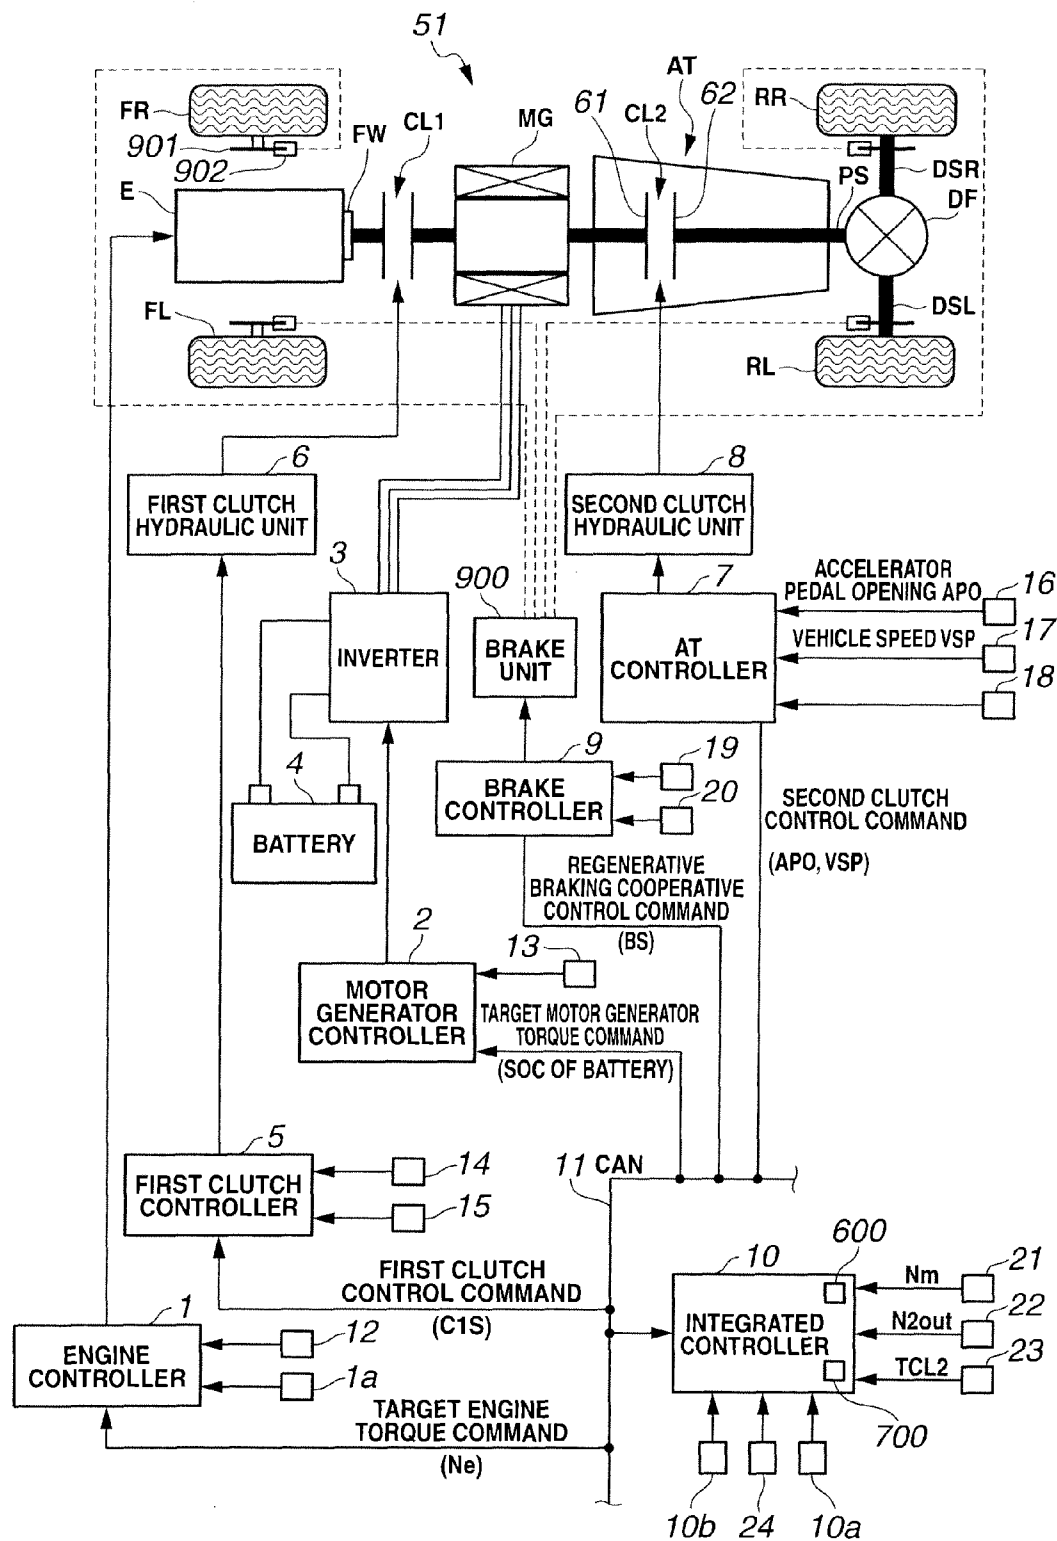 51
FR
901
902
FW
CL1
MG
61
CL2
AT
62
RR
DSR
PS
DF
E
FL
DSL
RL
6
FIRST CLUTCH
HYDRAULIC UNIT
8
SECOND CLUTCH
HYDRAULIC UNIT
3
INVERTER
900
BRAKE
UNIT
7
AT
CONTROLLER
ACCELERATOR
PEDAL OPENING APO
16
VEHICLE SPEED VSP
17
18
4
BATTERY
9
BRAKE
CONTROLLER
19
20
SECOND CLUTCH
CONTROL COMMAND
(APO, VSP)
REGENERATIVE
BRAKING COOPERATIVE
CONTROL COMMAND
(BS)
2
MOTOR
GENERATOR
CONTROLLER
13
TARGET MOTOR GENERATOR
TORQUE COMMAND
(SOC OF BATTERY)
5
FIRST CLUTCH
CONTROLLER
14
15
11 CAN
FIRST CLUTCH
CONTROL COMMAND
(C1S)
10
600
INTEGRATED
CONTROLLER
700
Nm
21
N2out
22
TCL2
23
1
ENGINE
CONTROLLER
12
1a
TARGET ENGINE
TORQUE COMMAND
(Ne)
10b
24
10a